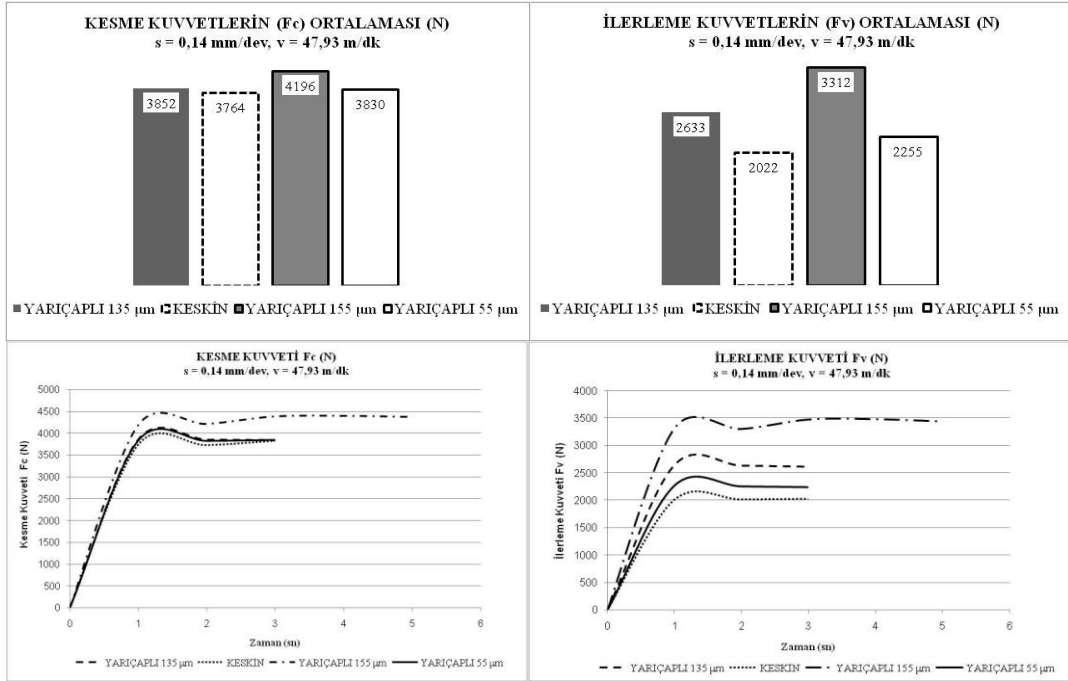 KESME KUVVETLERİN (Fc) ORTALAMASI (N)
s = 0,14 mm/dev, v = 47,93 m/dk
3852
3764
4196
3830
YARIÇAPLI 135 µm KESKİN YARIÇAPLI 155 µm YARIÇAPLI 55 µm
İLERLEME KUVVETLERİN (Fv) ORTALAMASI (N)
s = 0,14 mm/dev, v = 47,93 m/dk
2633
2022
3312
2255
YARIÇAPLI 135 µm KESKİN YARIÇAPLI 155 µm YARIÇAPLI 55 µm
KESME KUVVETİ Fc (N)
s = 0,14 mm/dev, v = 47,93 m/dk
Kesme Kuvveti Fc (N)
5000
4500
4000
3500
3000
2500
2000
1500
1000
500
0
0 1 2 3 4 5 6
Zaman (sn)
YARIÇAPLI 135 µm KESKİN YARIÇAPLI 155 µm YARIÇAPLI 55 µm
İLERLEME KUVVETİ Fv (N)
s = 0,14 mm/dev, v = 47,93 m/dk
İlerleme Kuvveti Fv (N)
4000
3500
3000
2500
2000
1500
1000
500
0
0 1 2 3 4 5 6
Zaman (sn)
YARIÇAPLI 135 µm KESKİN YARIÇAPLI 155 µm YARIÇAPLI 55 µm